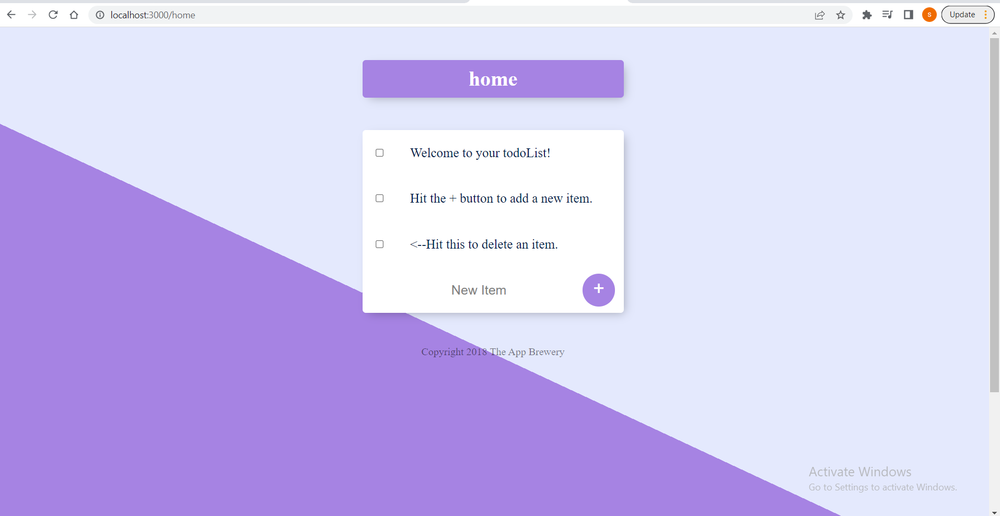 localhost:3000/home
s
Update
home
Welcome to your todoList!
Hit the + button to add a new item.
<--Hit this to delete an item.
New Item
+
Copyright 2018 The App Brewery
Activate Windows
Go to Settings to activate Windows.